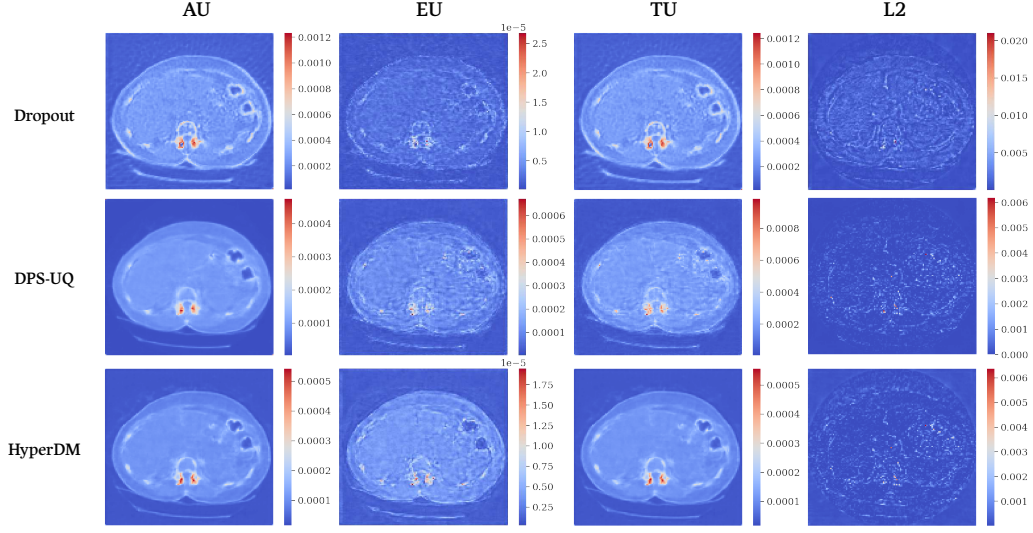 AU EU TU L2
Dropout
0.0012 0.0010 0.0008 0.0006 0.0004 0.0002
1e−5 2.5 2.0 1.5 1.0 0.5
0.0012 0.0010 0.0008 0.0006 0.0004 0.0002
0.020 0.015 0.010 0.005
DPS-UQ
0.0004 0.0003 0.0002 0.0001
0.0006 0.0005 0.0004 0.0003 0.0002 0.0001
0.0008 0.0006 0.0004 0.0002
0.006 0.005 0.004 0.003 0.002 0.001 0.000
HyperDM
0.0005 0.0004 0.0003 0.0002 0.0001
1e−5 1.75 1.50 1.25 1.00 0.75 0.50 0.25
0.0005 0.0004 0.0003 0.0002 0.0001
0.006 0.005 0.004 0.003 0.002 0.001